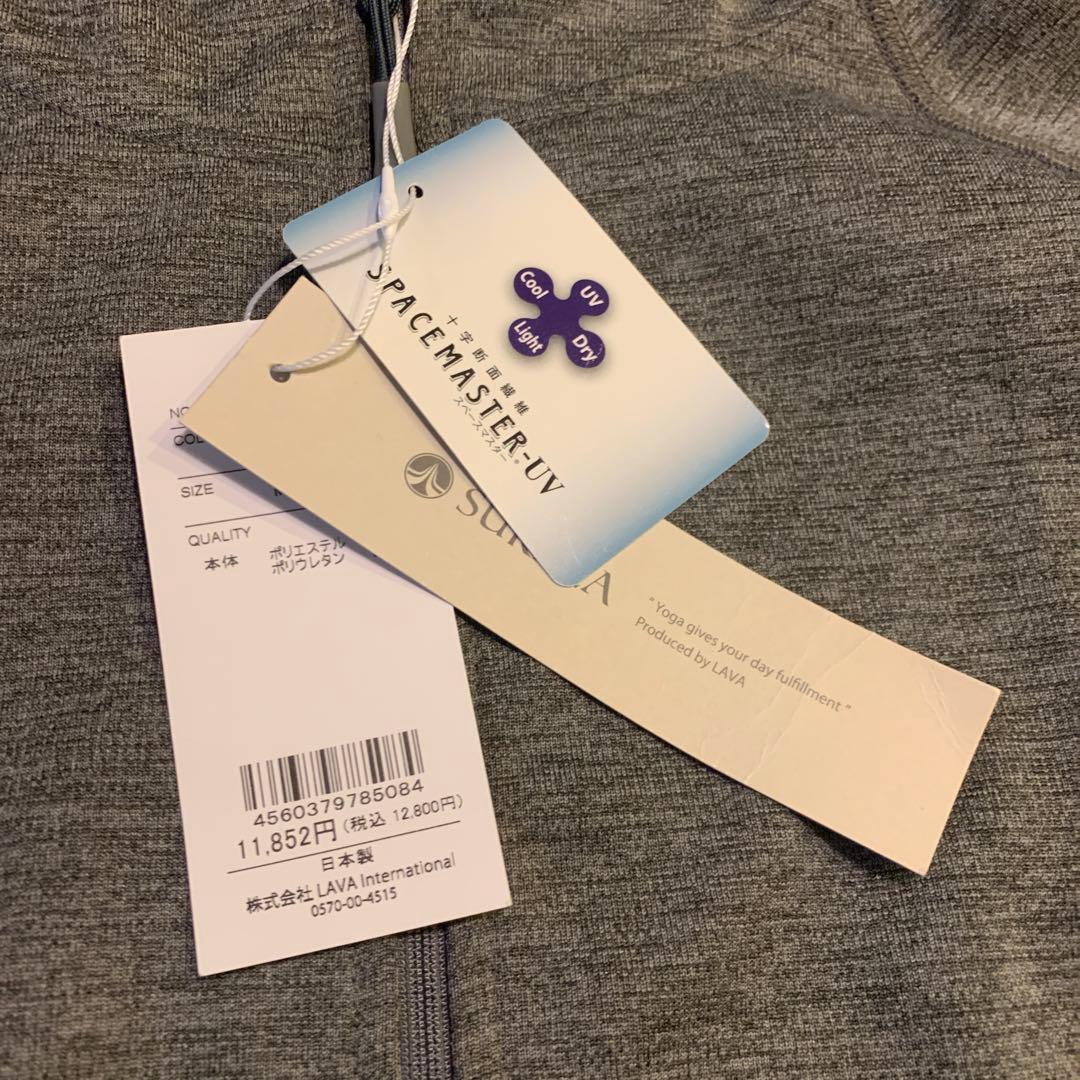 Cool
UV
Light
Dry
十字断面繊維
SPACEMASTER-UV
スペースマスター®
"Yoga gives your day fulfillment"
Produced by LAVA
SIZE
QUALITY
本体 ポリエステル
ポリウレタン
4560379785084
11,852円(税込 12,800円)
日本製
株式会社 LAVA International
0570-00-4515